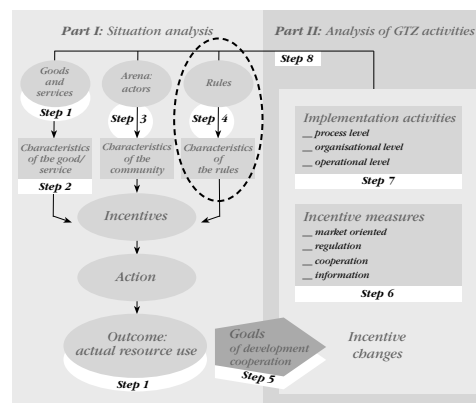 Part I: Situation analysis
Part II: Analysis of GTZ activities
Step 8
Goods
and
services
Step 1
Arena:
actors
Step 3
Rules
Step 4
Characteristics
of the good/
service
Step 2
Characteristics
of the
community
Characteristics
of
the rules
Incentives
Action
Outcome:
actual resource use
Step 1
Goals
of development
cooperation
Step 5
Implementation activities
__ process level
__ organisational level
__ operational level
Step 7
Incentive measures
__ market oriented
__ regulation
__ cooperation
__ information
Step 6
Incentive
changes